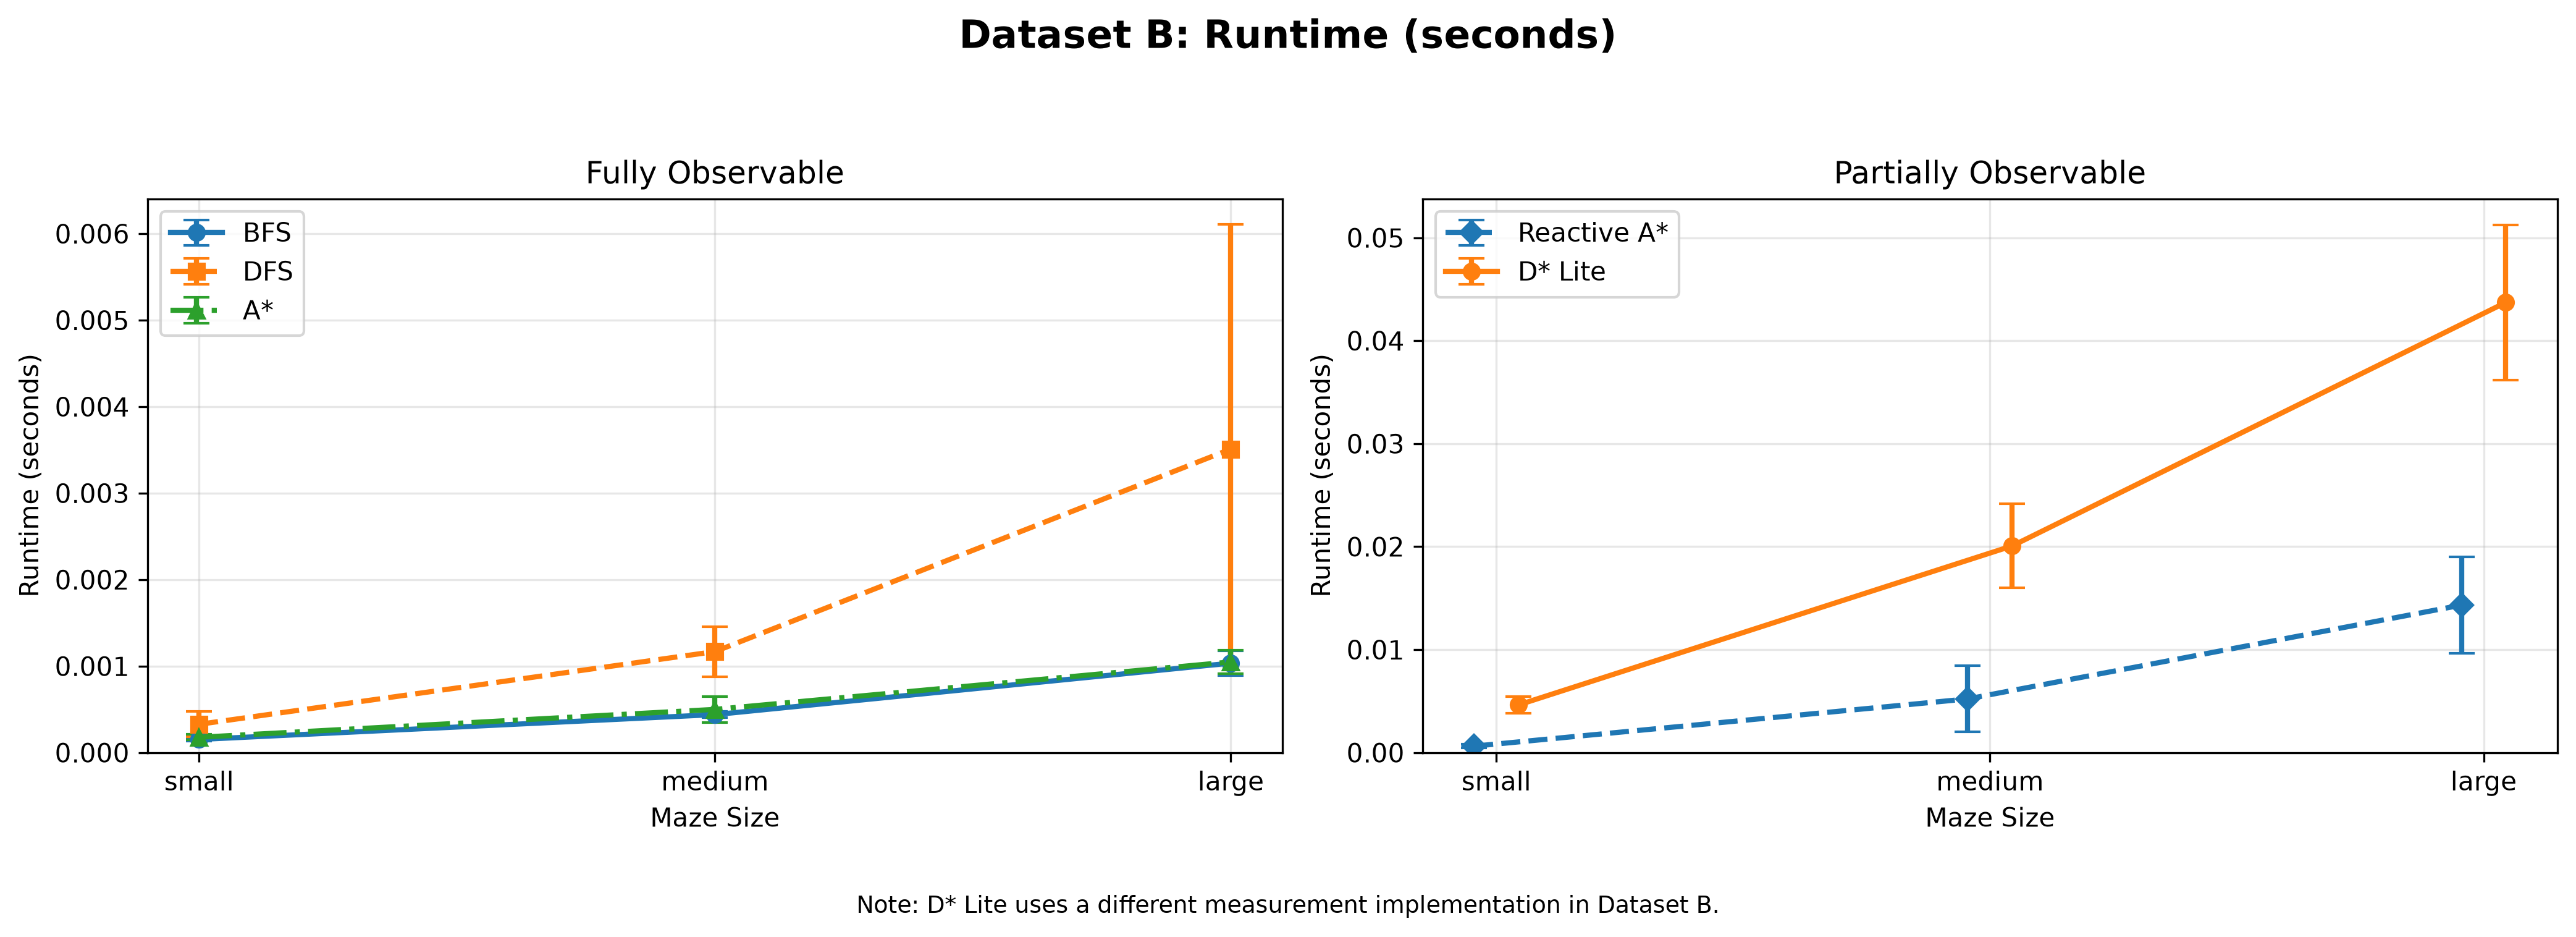 Dataset B: Runtime (seconds)
Fully Observable
BFS
DFS
A*
0.006
0.005
0.004
0.003
0.002
0.001
0.000
Runtime (seconds)
small
medium
large
Maze Size
Partially Observable
Reactive A*
D* Lite
0.05
0.04
0.03
0.02
0.01
0.00
Runtime (seconds)
small
medium
large
Maze Size
Note: D* Lite uses a different measurement implementation in Dataset B.